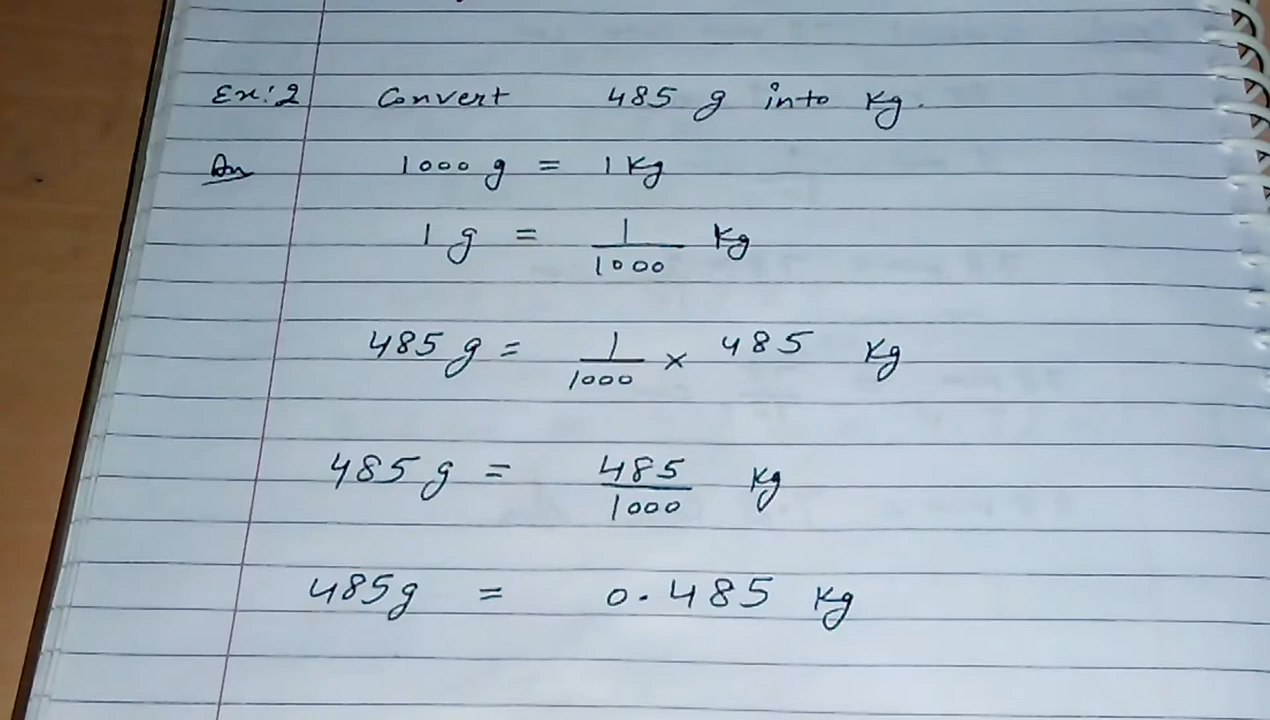 Ex:2 Convert 485 g into Kg.
An 1000 g = 1 Kg
1 g = 1/1000 Kg
485 g = 1/1000 × 485 Kg
485 g = 485/1000 Kg
485g = 0.485 Kg